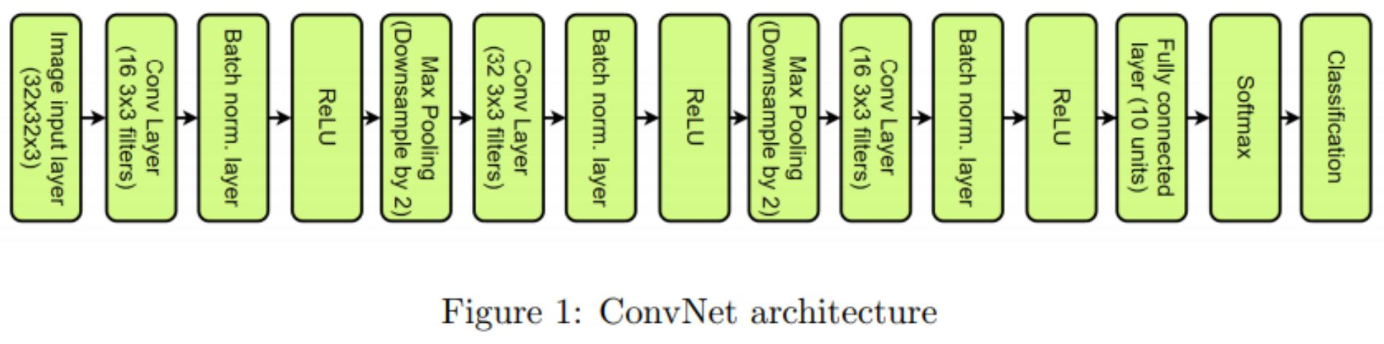 Image input layer
(32x32x3)
Conv Layer
(16 3x3 filters)
Batch norm. layer
ReLU
Max Pooling
(Downsample by 2)
Conv Layer
(32 3x3 filters)
Batch norm. layer
ReLU
Max Pooling
(Downsample by 2)
Conv Layer
(16 3x3 filters)
Batch norm. layer
ReLU
Fully connected
layer (10 units)
Softmax
Classification
Figure 1: ConvNet architecture